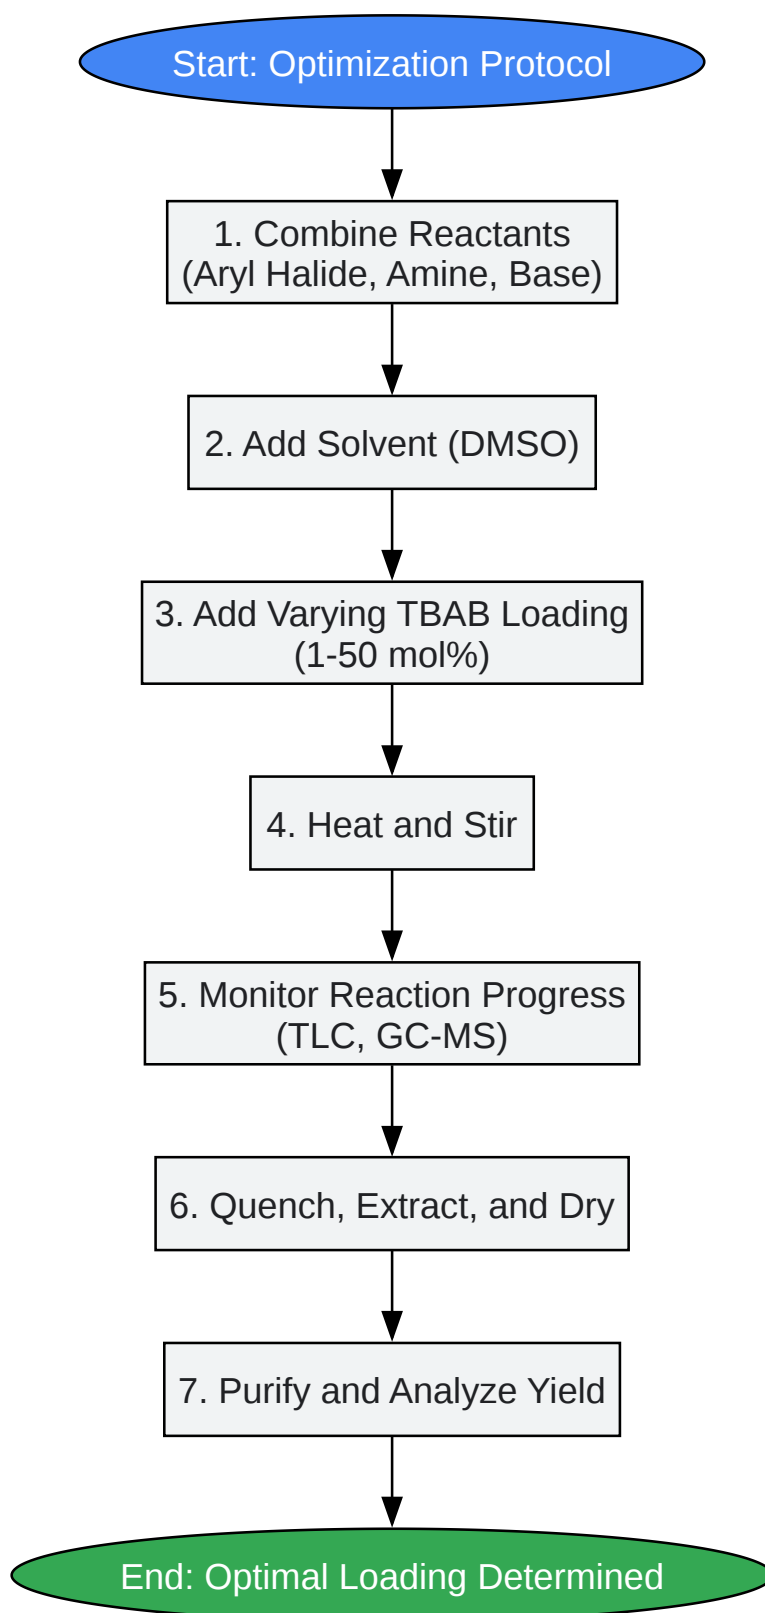 Start: Optimization Protocol
1. Combine Reactants
(Aryl Halide, Amine, Base)
2. Add Solvent (DMSO)
3. Add Varying TBAB Loading
(1-50 mol%)
4. Heat and Stir
5. Monitor Reaction Progress
(TLC, GC-MS)
6. Quench, Extract, and Dry
7. Purify and Analyze Yield
End: Optimal Loading Determined